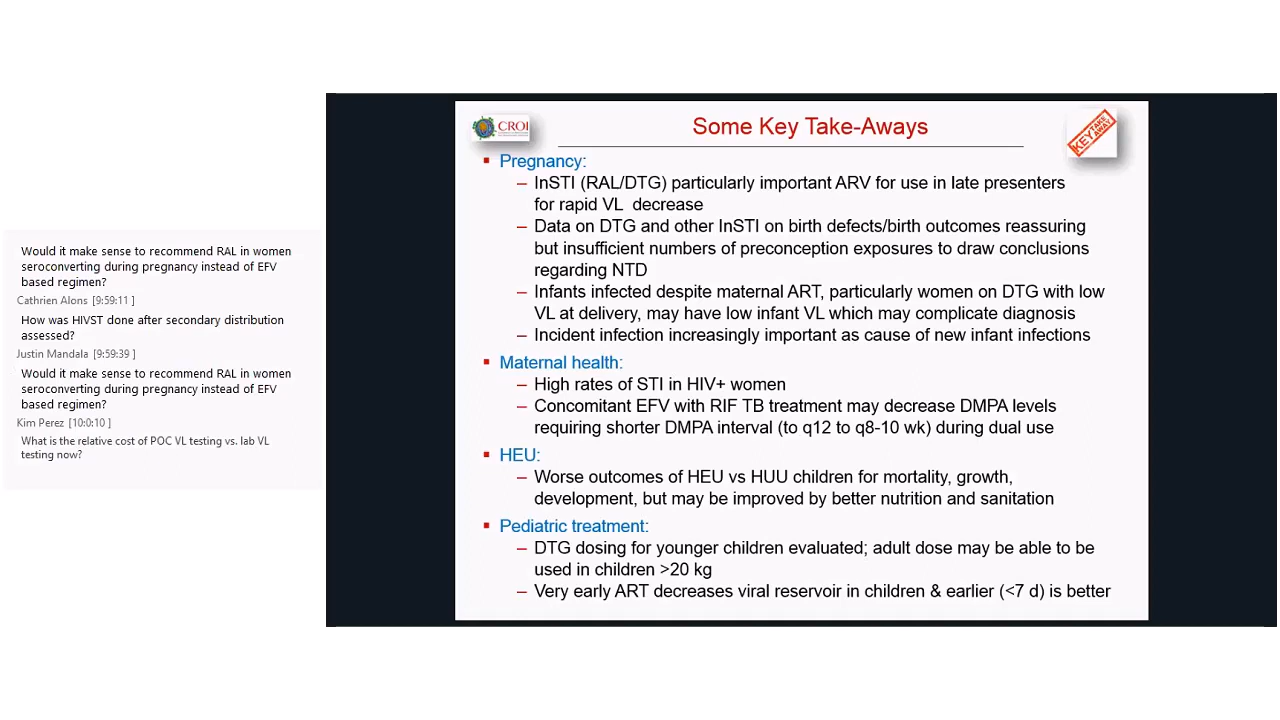 Would it make sense to recommend RAL in women
seroconverting during pregnancy instead of EFV
based regimen?
Cathrien Alons [9:59:11 ]
How was HIVST done after secondary distribution
assessed?
Justin Mandala [9:59:39 ]
Would it make sense to recommend RAL in women
seroconverting during pregnancy instead of EFV
based regimen?
Kim Perez [10:0:10 ]
What is the relative cost of POC VL testing vs. lab VL
testing now?
CROI
Some Key Take-Aways
KEY TAKE AWAY
▪ Pregnancy:
– InSTI (RAL/DTG) particularly important ARV for use in late presenters
for rapid VL decrease
– Data on DTG and other InSTI on birth defects/birth outcomes reassuring
but insufficient numbers of preconception exposures to draw conclusions
regarding NTD
– Infants infected despite maternal ART, particularly women on DTG with low
VL at delivery, may have low infant VL which may complicate diagnosis
– Incident infection increasingly important as cause of new infant infections
▪ Maternal health:
– High rates of STI in HIV+ women
– Concomitant EFV with RIF TB treatment may decrease DMPA levels
requiring shorter DMPA interval (to q12 to q8-10 wk) during dual use
▪ HEU:
– Worse outcomes of HEU vs HUU children for mortality, growth,
development, but may be improved by better nutrition and sanitation
▪ Pediatric treatment:
– DTG dosing for younger children evaluated; adult dose may be able to be
used in children >20 kg
– Very early ART decreases viral reservoir in children & earlier (<7 d) is better